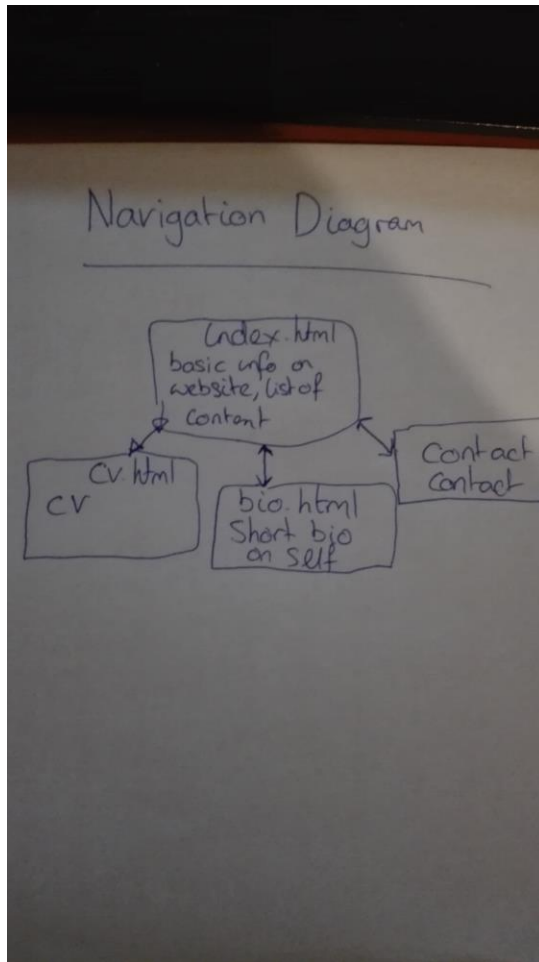 Navigation Diagram
Index.html
basic info on
website, list of
content
CV.html
CV
bio.html
Short bio
on self
Contact
Contact